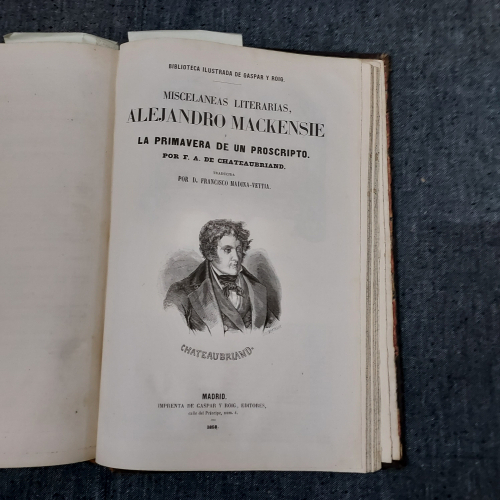 BIBLIOTECA ILUSTRADA DE GASPAR Y ROIG.
MISCELANEAS LITERARIAS,
ALEJANDRO MACKENSIE
Y
LA PRIMAVERA DE UN PROSCRIPTO.
POR F. A. DE CHATEAUBRIAND.
TRADUCIDA
POR D. FRANCISCO MADINA-VEYTIA.
CHATEAUBRIAND.
MADRID.
IMPRENTA DE GASPAR Y ROIG, EDITORES,
calle del Príncipe, núm. 4.